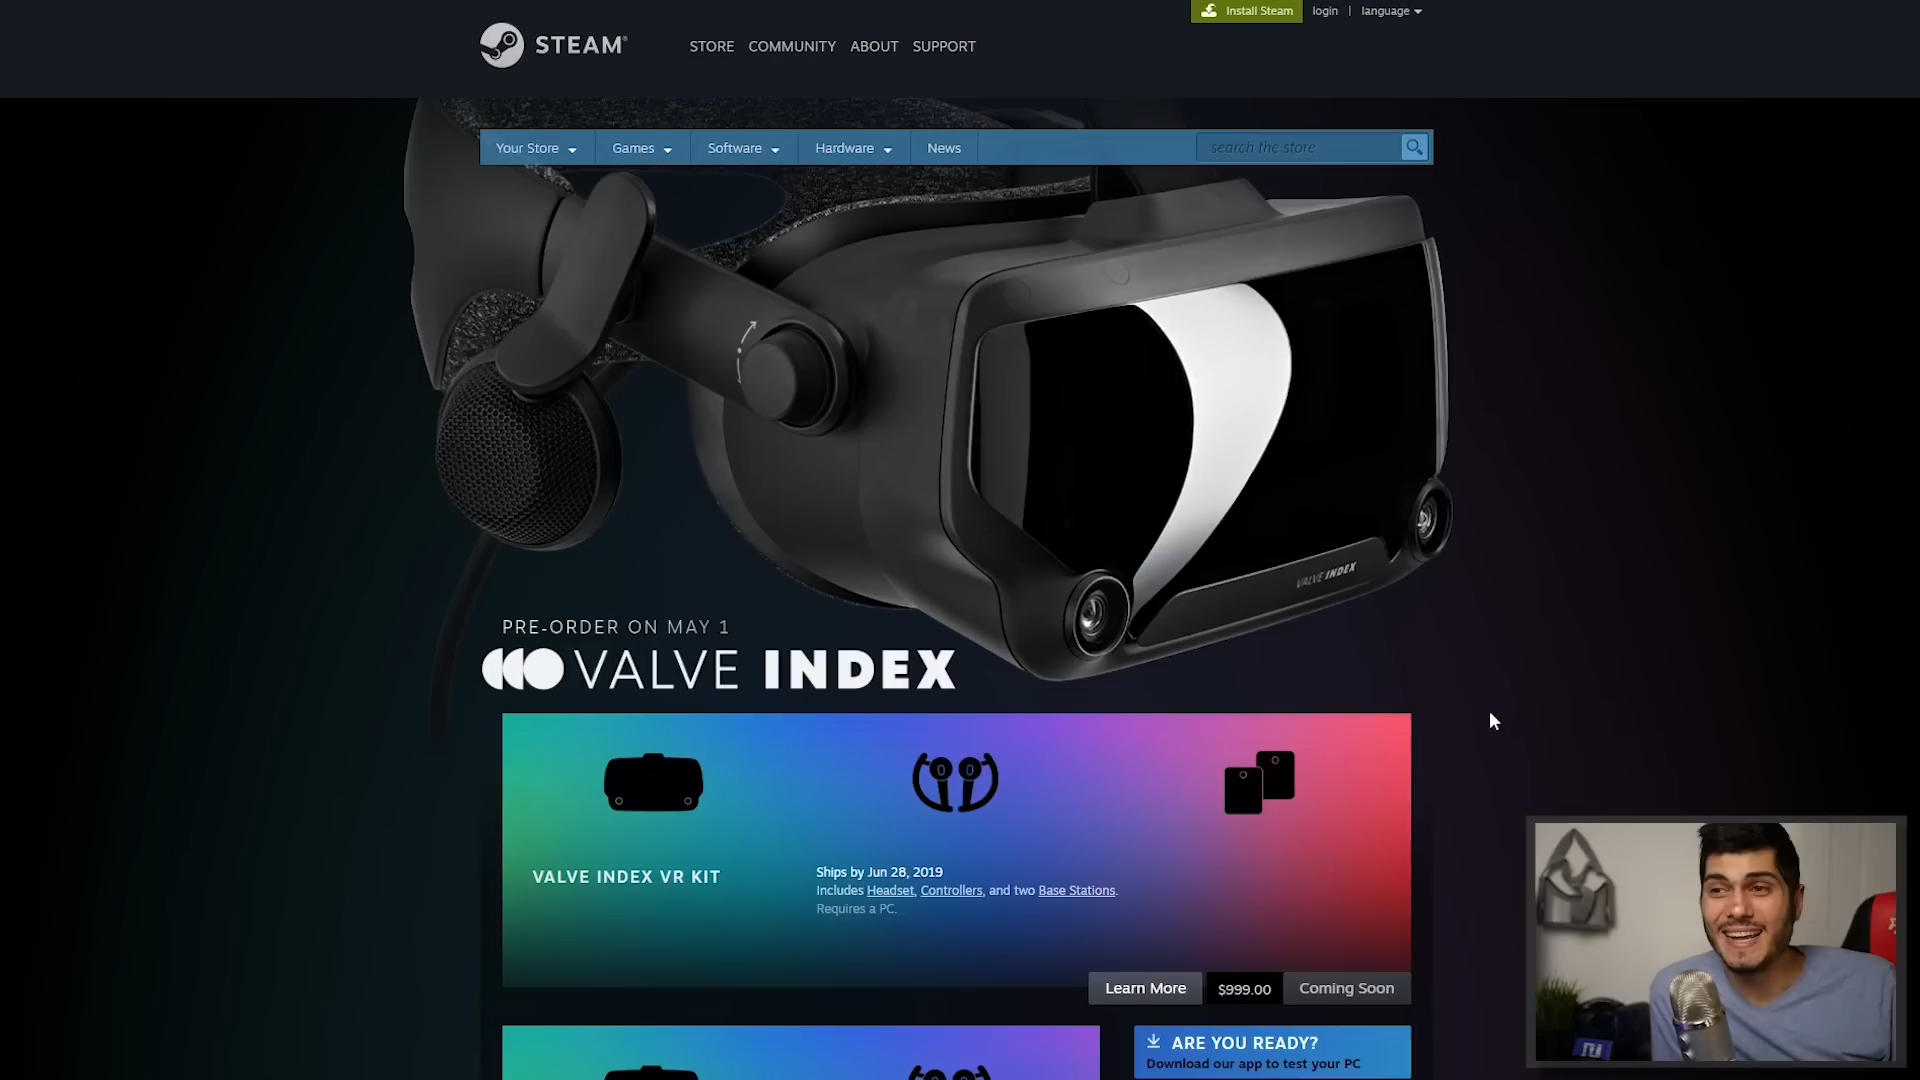 Install Steam login | language
STEAM®
STORE COMMUNITY ABOUT SUPPORT
Your Store Games Software Hardware News search the store
VALVE INDEX
PRE-ORDER ON MAY 1
VALVE INDEX
VALVE INDEX VR KIT
Ships by Jun 28, 2019
Includes Headset, Controllers, and two Base Stations.
Requires a PC.
Learn More $999.00 Coming Soon
ARE YOU READY?
Download our app to test your PC